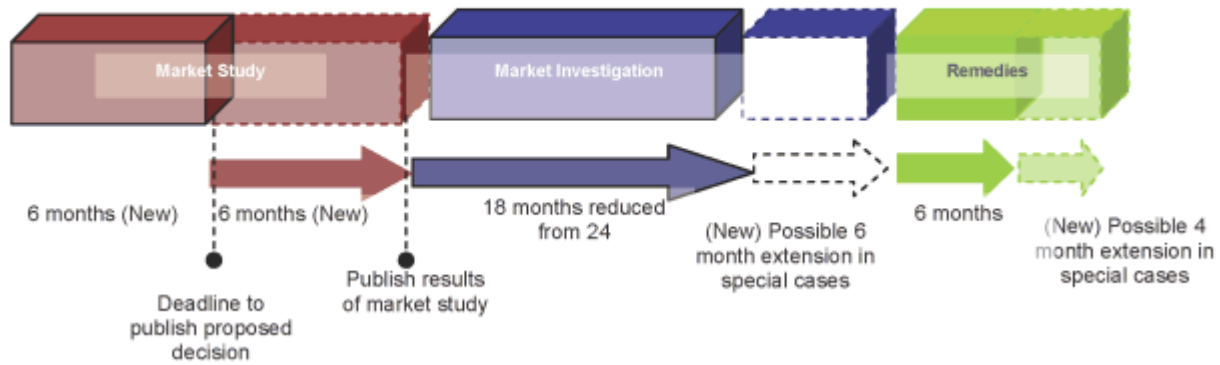 Market Study
Market Investigation
Remedies
6 months (New)
6 months (New)
18 months reduced
from 24
(New) Possible 6
month extension in
special cases
6 months
(New) Possible 4
month extension in
special cases
Deadline to
publish proposed
decision
Publish results
of market study